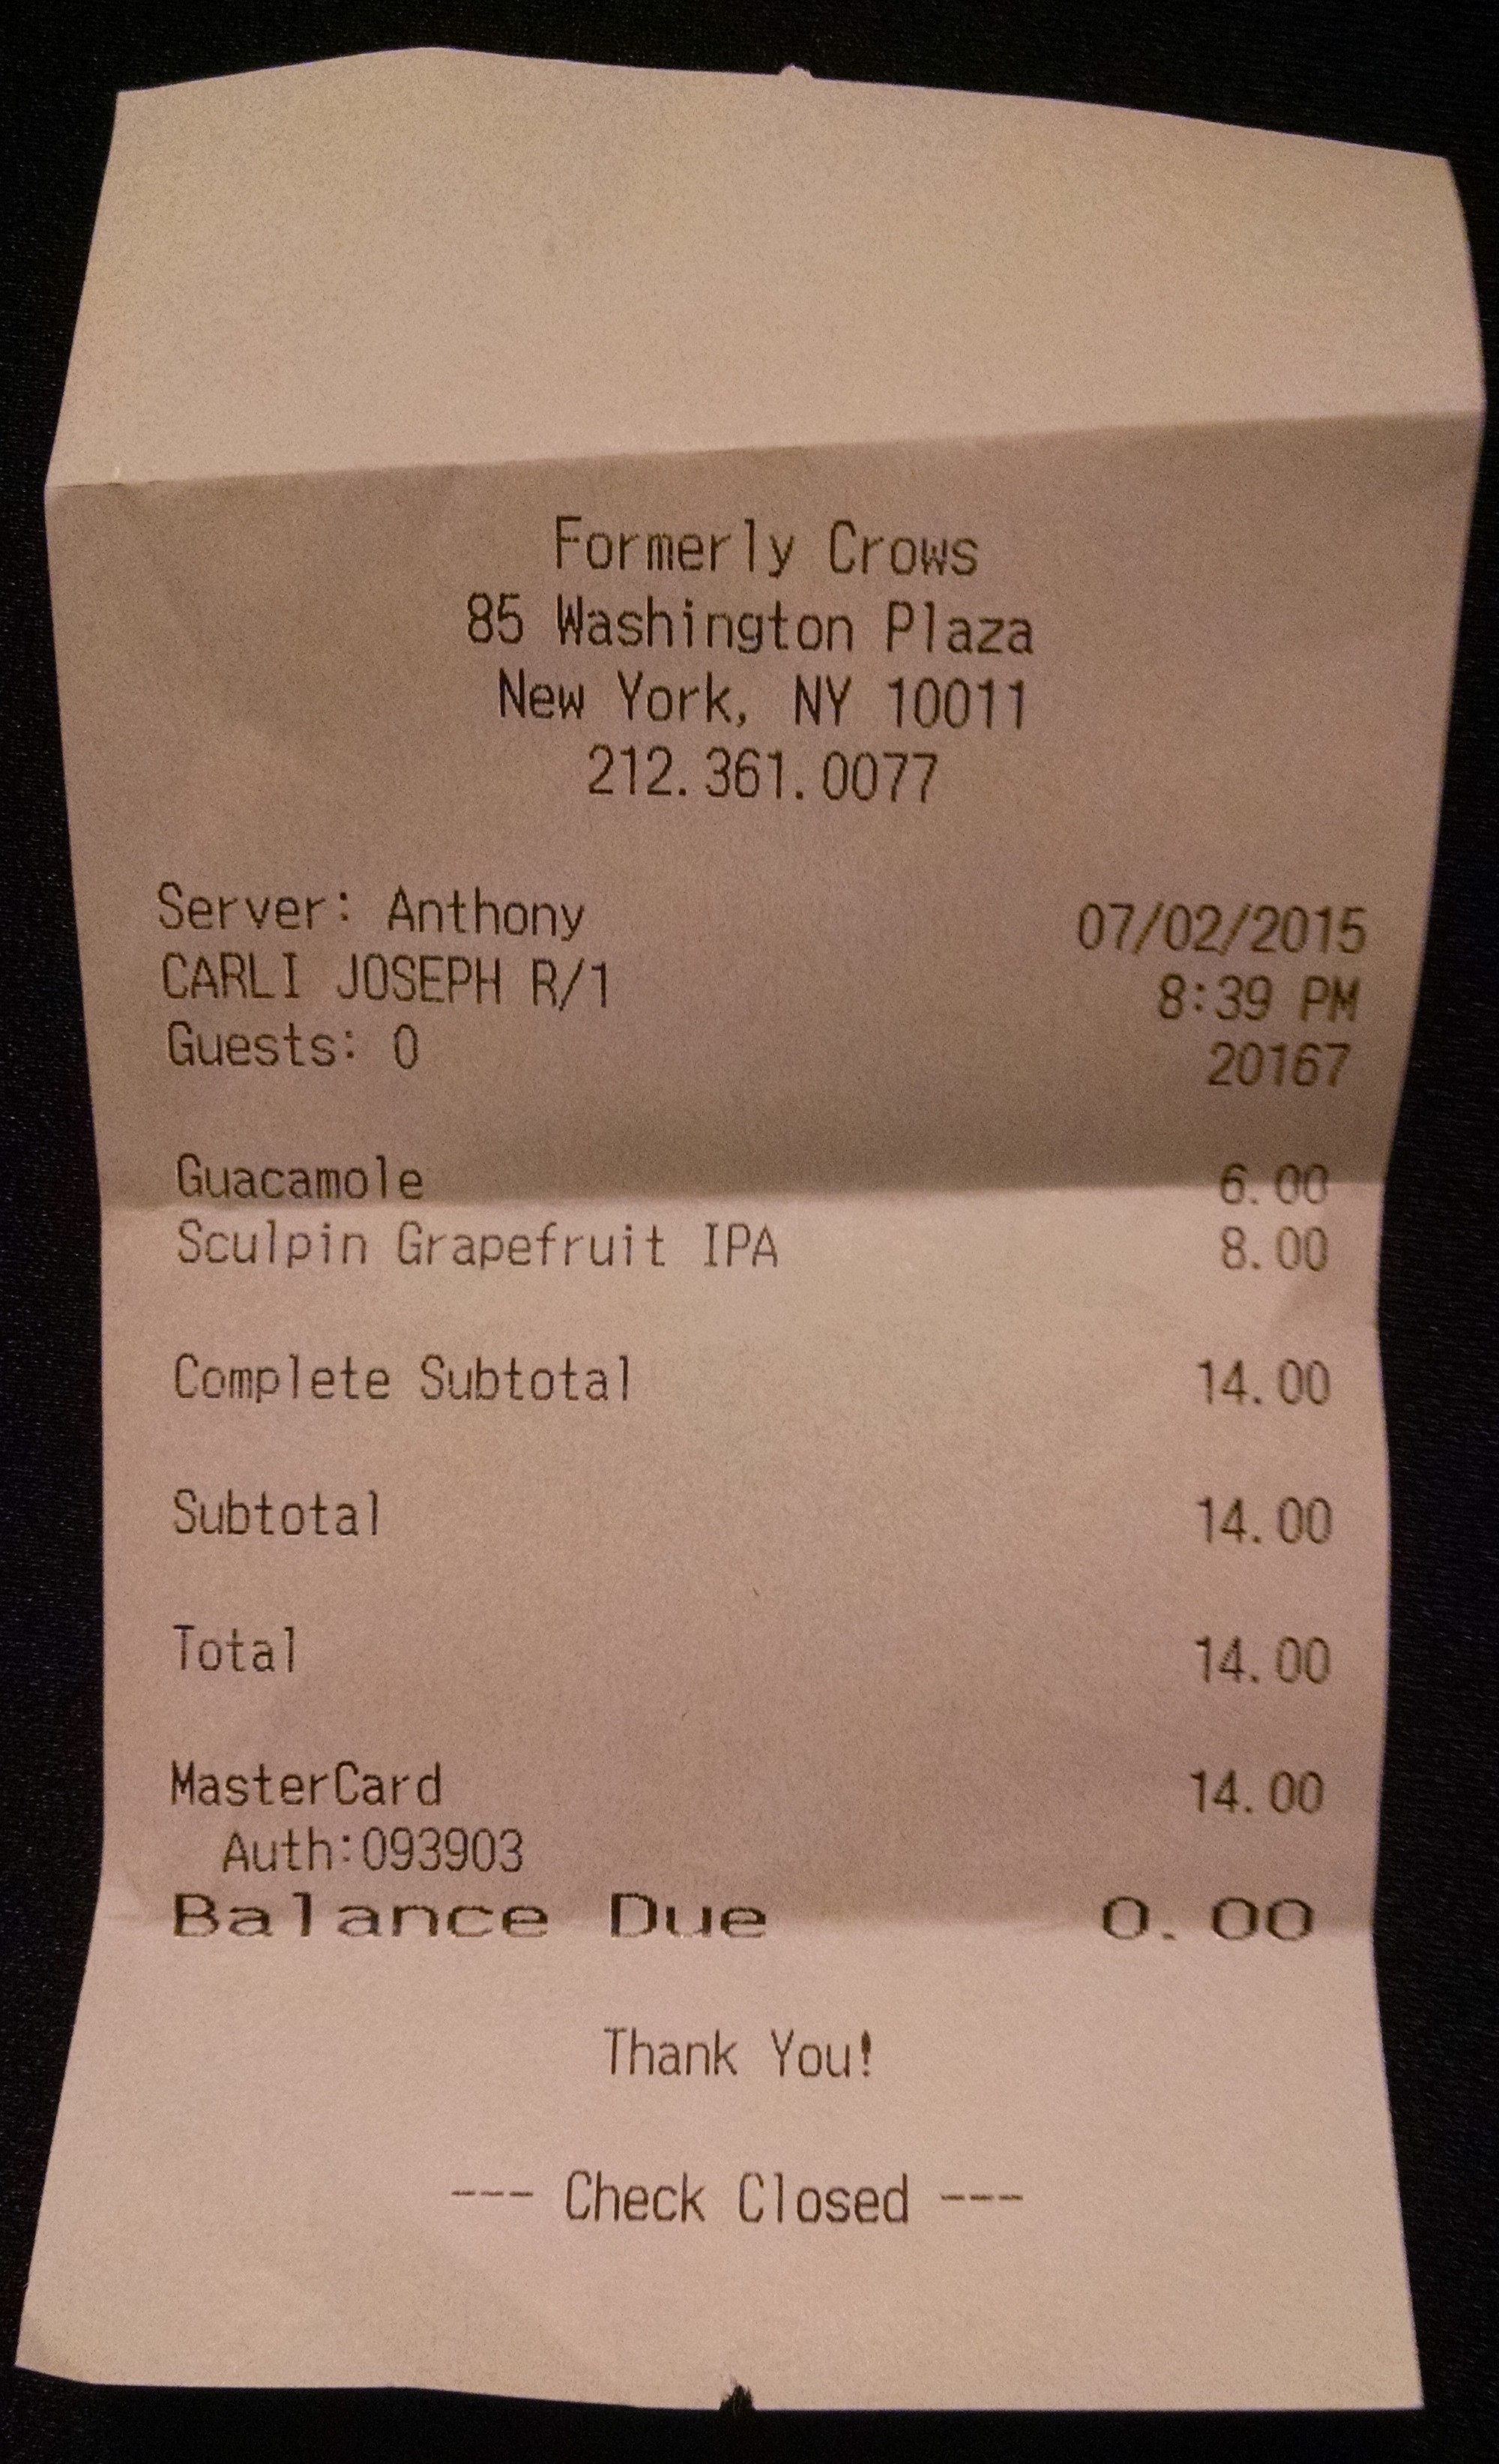 Formerly Crows
85 Washington Plaza
New York, NY 10011
212.361.0077
Server: Anthony 07/02/2015
CARLI JOSEPH R/1 8:39 PM
Guests: 0 20167
Guacamole 6.00
Sculpin Grapefruit IPA 8.00
Complete Subtotal 14.00
Subtotal 14.00
Total 14.00
MasterCard 14.00
Auth:093903
Balance Due 0.00
Thank You!
--- Check Closed ---